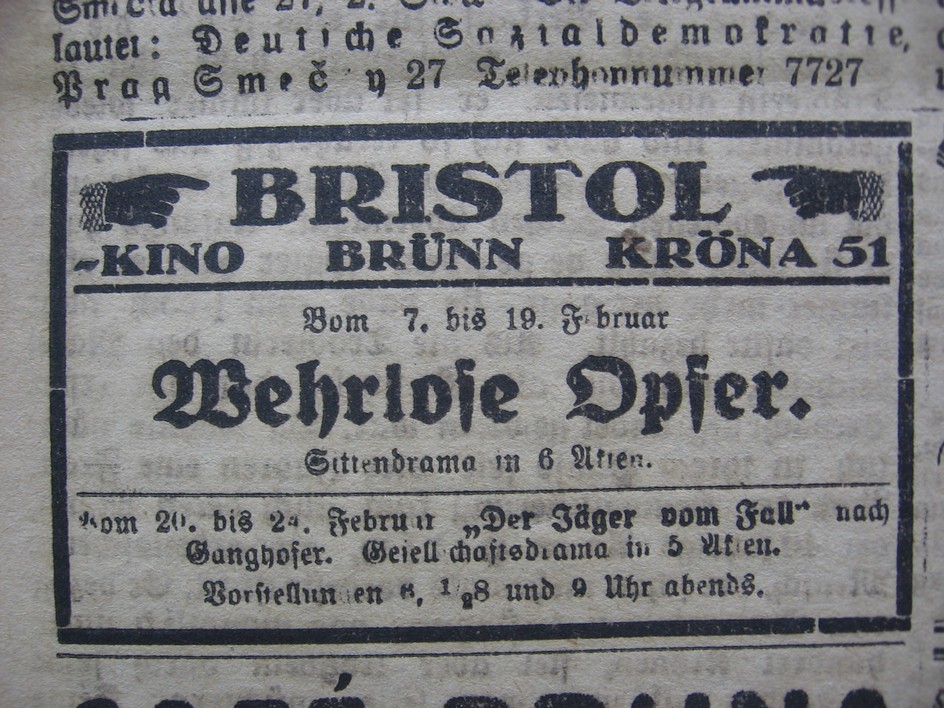 lautet: Deutsche Sozialdemokratie,
Prag Smeč y 27 Telephonnummer 7727
BRISTOL
-KINO BRÜNN KRÖNA 51
Vom 7. bis 19. Februar
Wehrlose Opfer.
Sittendrama in 6 Akten.
Vom 20. bis Februar „Der Jäger vom Fall“ nach
Ganghofer. Gesellschaftsdrama in 5 Akten.
Vorstellungen 6, 1/28 und 9 Uhr abends.